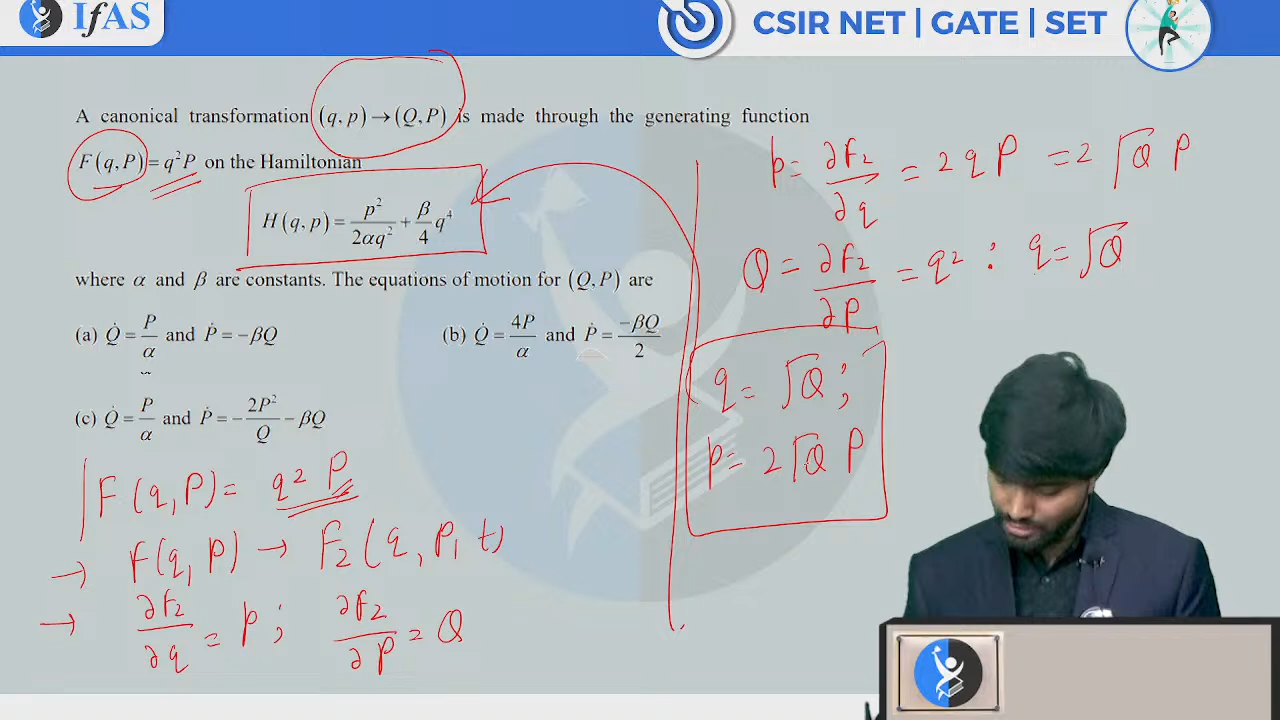 IfAS
CSIR NET | GATE | SET
A canonical transformation (q, p) → (Q, P) is made through the generating function
F(q, P) = q²P on the Hamiltonian
H(q, p) = p²/2αq² + β/4 q⁴
where α and β are constants. The equations of motion for (Q, P) are
(a) Q̇ = P/α and Ṗ = −βQ
(b) Q̇ = 4P/α and Ṗ = −βQ/2
(c) Q̇ = P/α and Ṗ = −2P²/Q − βQ
F(q, P) = q² P
→ F(q, P) → F₂(q, P, t)
→ ∂F₂/∂q = p ; ∂F₂/∂P = Q
p = ∂F₂/∂q = 2 q P = 2 √Q P
Q = ∂F₂/∂P = q² : q = √Q
q = √Q ;
p = 2 √Q P